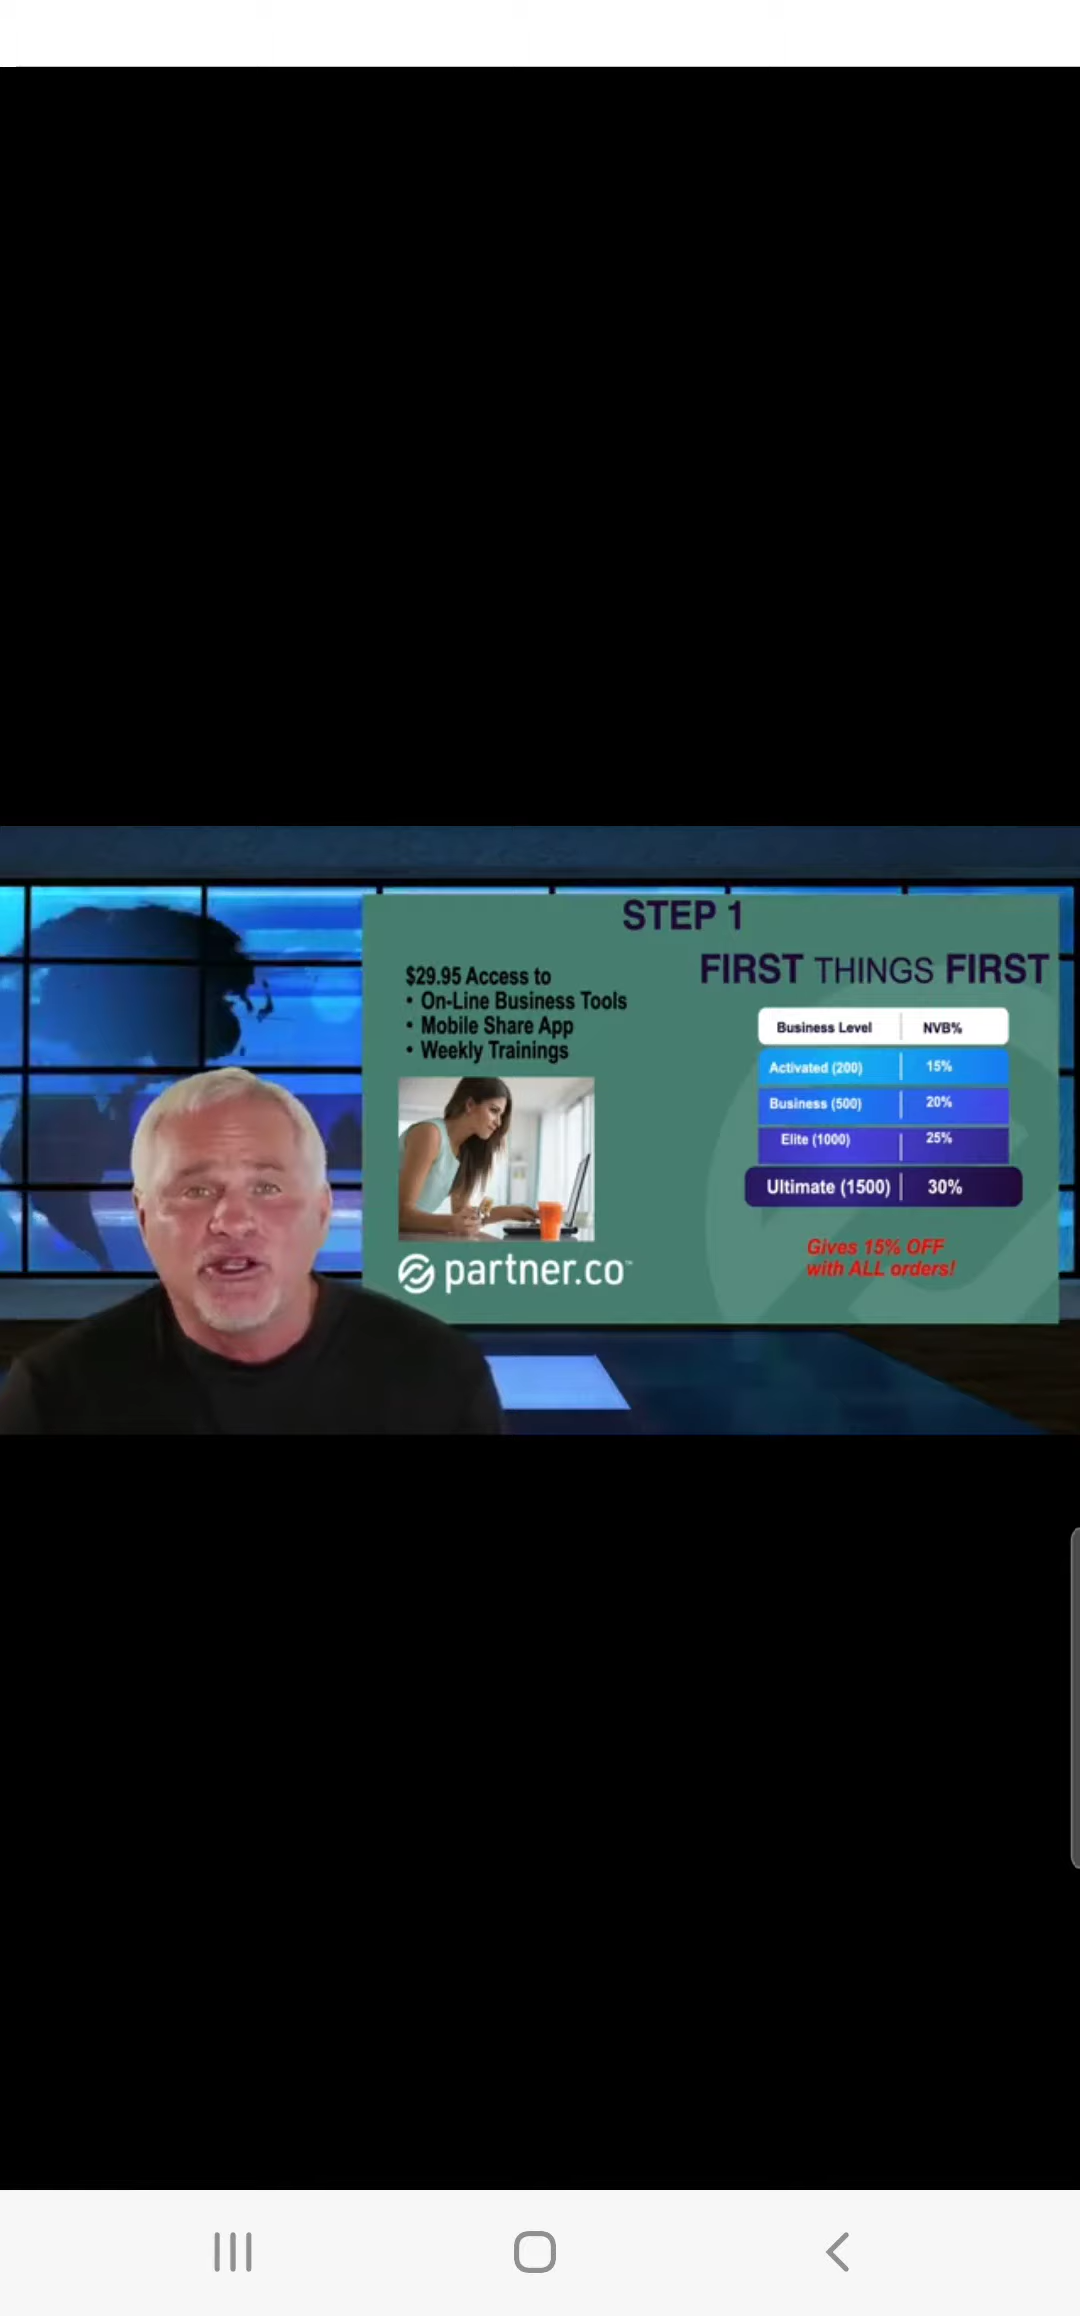 STEP 1
FIRST THINGS FIRST
$29.95 Access to
• On-Line Business Tools
• Mobile Share App
• Weekly Trainings
partner.co™
Business Level | NVB%
Activated (200) | 15%
Business (500) | 20%
Elite (1000) | 25%
Ultimate (1500) | 30%
Gives 15% OFF
with ALL orders!